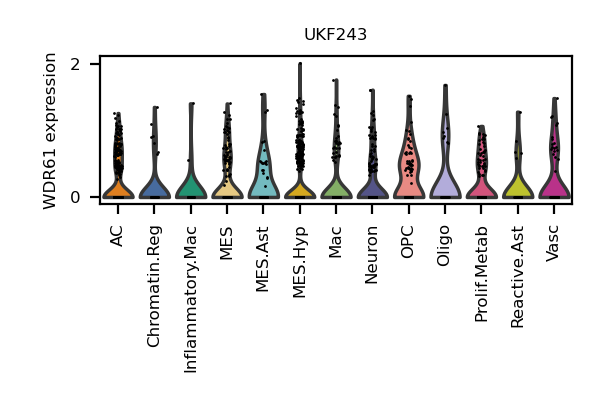 UKF243
WDR61 expression
2
0
AC
Chromatin.Reg
Inflammatory.Mac
MES
MES.Ast
MES.Hyp
Mac
Neuron
OPC
Oligo
Prolif.Metab
Reactive.Ast
Vasc